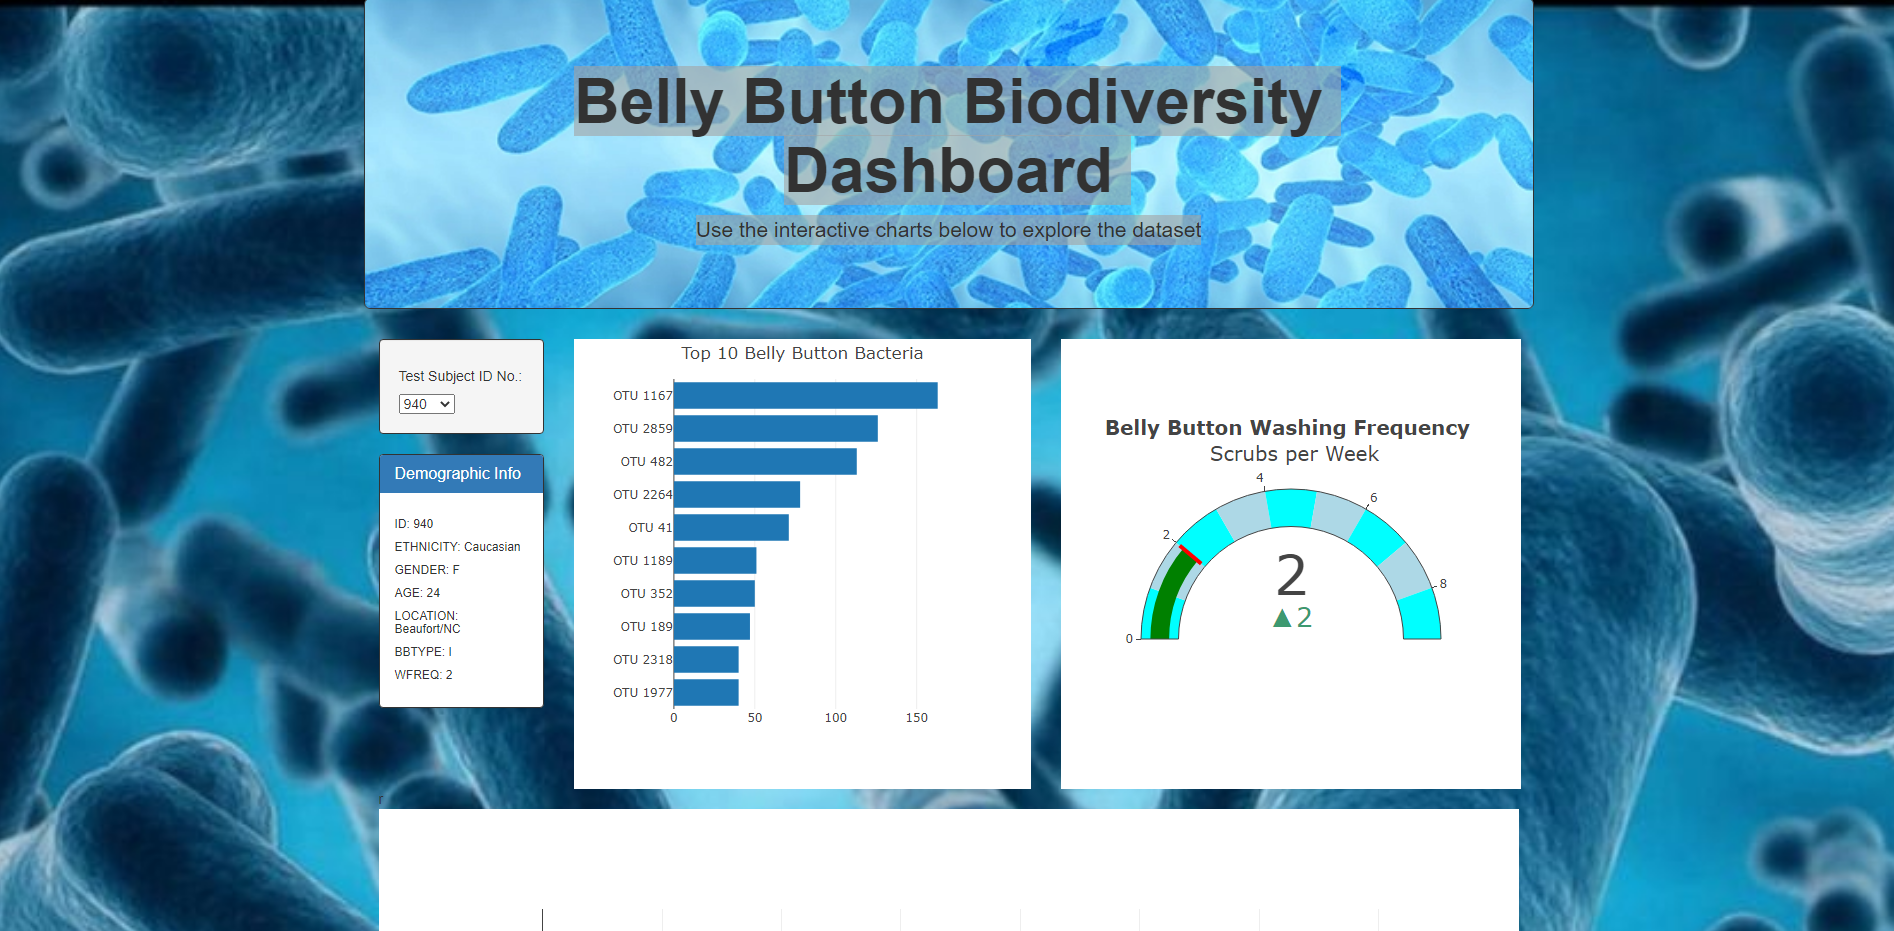 Belly Button Biodiversity
Dashboard
Use the interactive charts below to explore the dataset
Test Subject ID No.:
940
Demographic Info
ID: 940
ETHNICITY: Caucasian
GENDER: F
AGE: 24
LOCATION:
Beaufort/NC
BBTYPE: I
WFREQ: 2
Top 10 Belly Button Bacteria
OTU 1167
OTU 2859
OTU 482
OTU 2264
OTU 41
OTU 1189
OTU 352
OTU 189
OTU 2318
OTU 1977
0 50 100 150
Belly Button Washing Frequency
Scrubs per Week
0 2 4 6 8
2
▲2
r